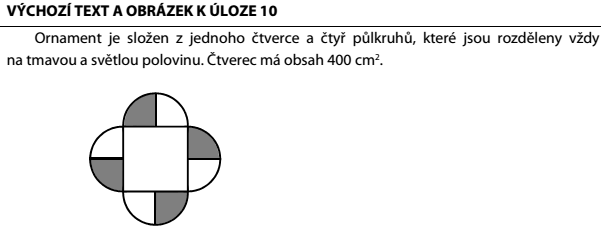 VÝCHOZÍ TEXT A OBRÁZEK K ÚLOZE 10
Ornament je složen z jednoho čtverce a čtyř půlkruhů, které jsou rozděleny vždy
na tmavou a světlou polovinu. Čtverec má obsah 400 cm².